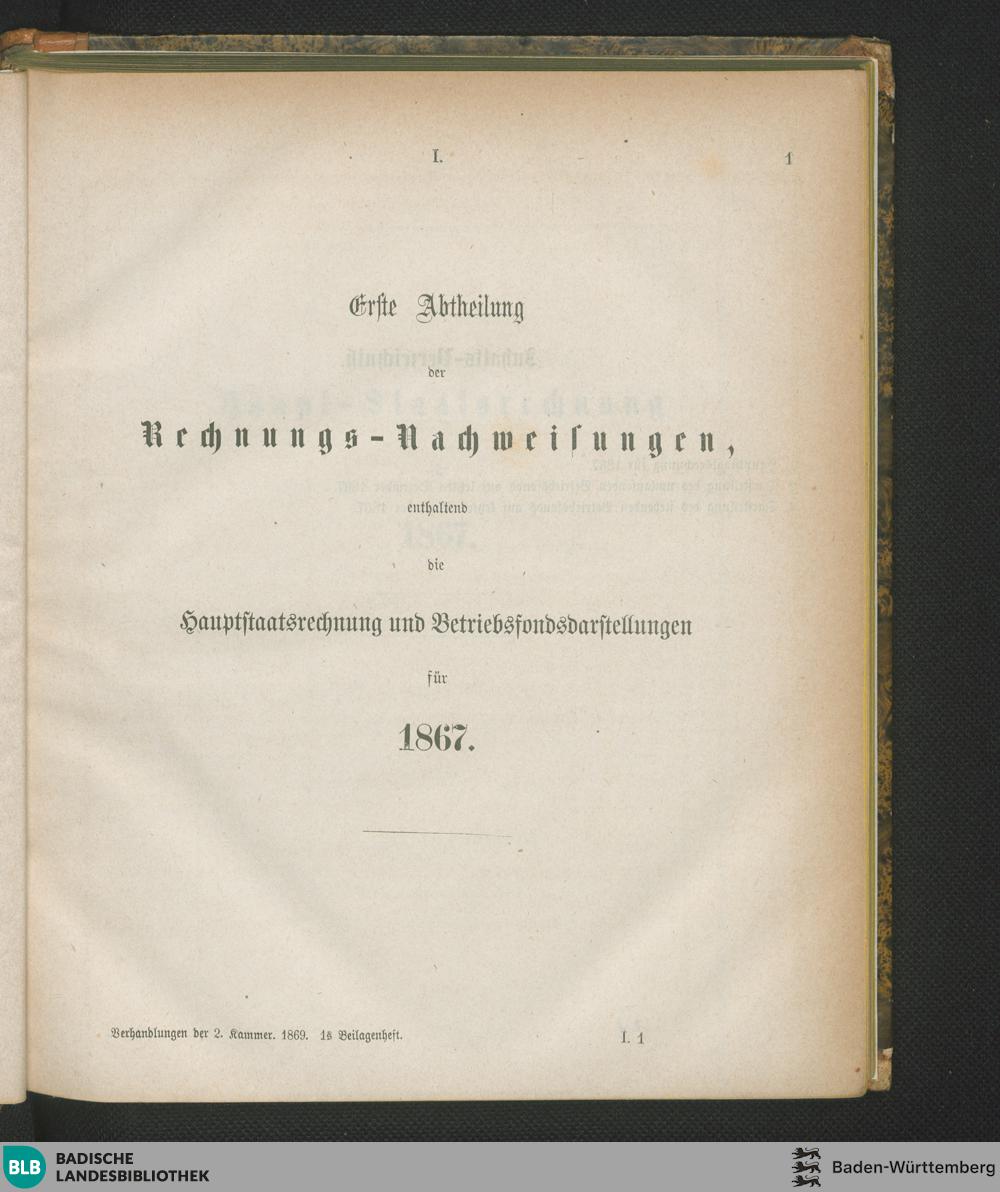 I.
1
Erste Abtheilung
der
Rechnungs-Nachweisungen,
enthaltend
die
Hauptstaatsrechnung und Betriebsfondsdarstellungen
für
1867.
Verhandlungen der 2. Kammer. 1869. 1s Beilagenheft.
I. 1
BLB
BADISCHE
LANDESBIBLIOTHEK
Baden-Württemberg